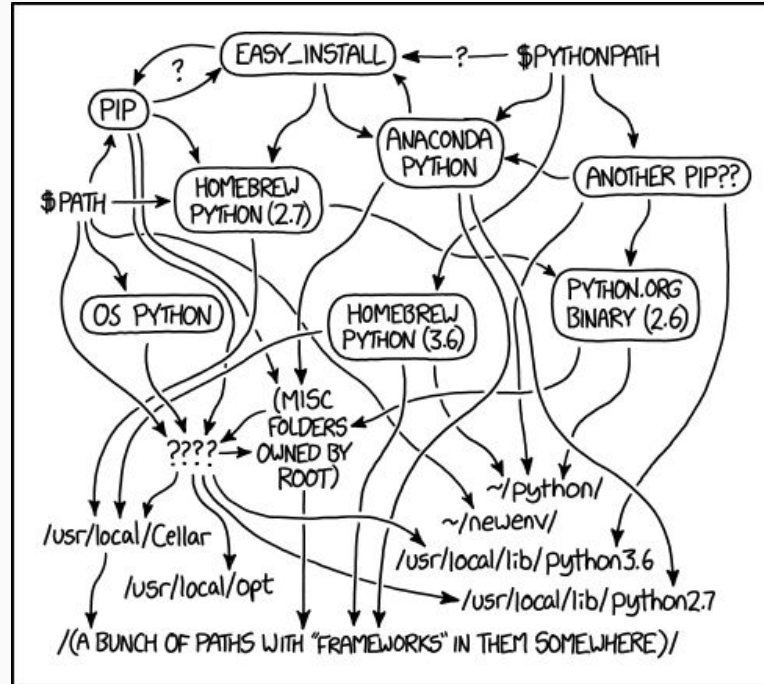 EASY_INSTALL
?
$PYTHONPATH
?
PIP
ANACONDA
PYTHON
ANOTHER PIP??
HOMEBREW
PYTHON (2.7)
$PATH
OS PYTHON
HOMEBREW
PYTHON (3.6)
PYTHON.ORG
BINARY (2.6)
(MISC
FOLDERS
OWNED BY
ROOT)
????
~/python/
~/newenv/
/usr/local/Cellar
/usr/local/lib/python3.6
/usr/local/opt
/usr/local/lib/python2.7
/(A BUNCH OF PATHS WITH "FRAMEWORKS" IN THEM SOMEWHERE)/